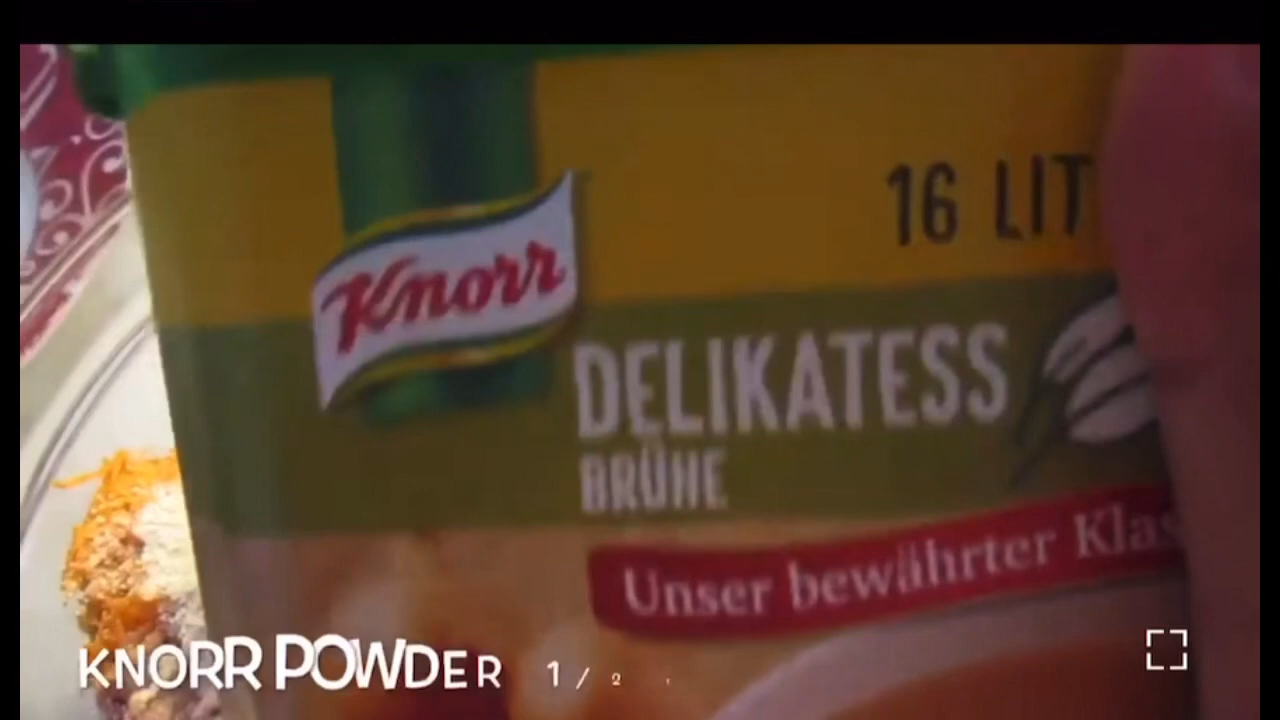 16 LIT
Knorr
DELIKATESS
BRÜHE
Unser bewährter Klas
KNORR POWDER 1 / 2